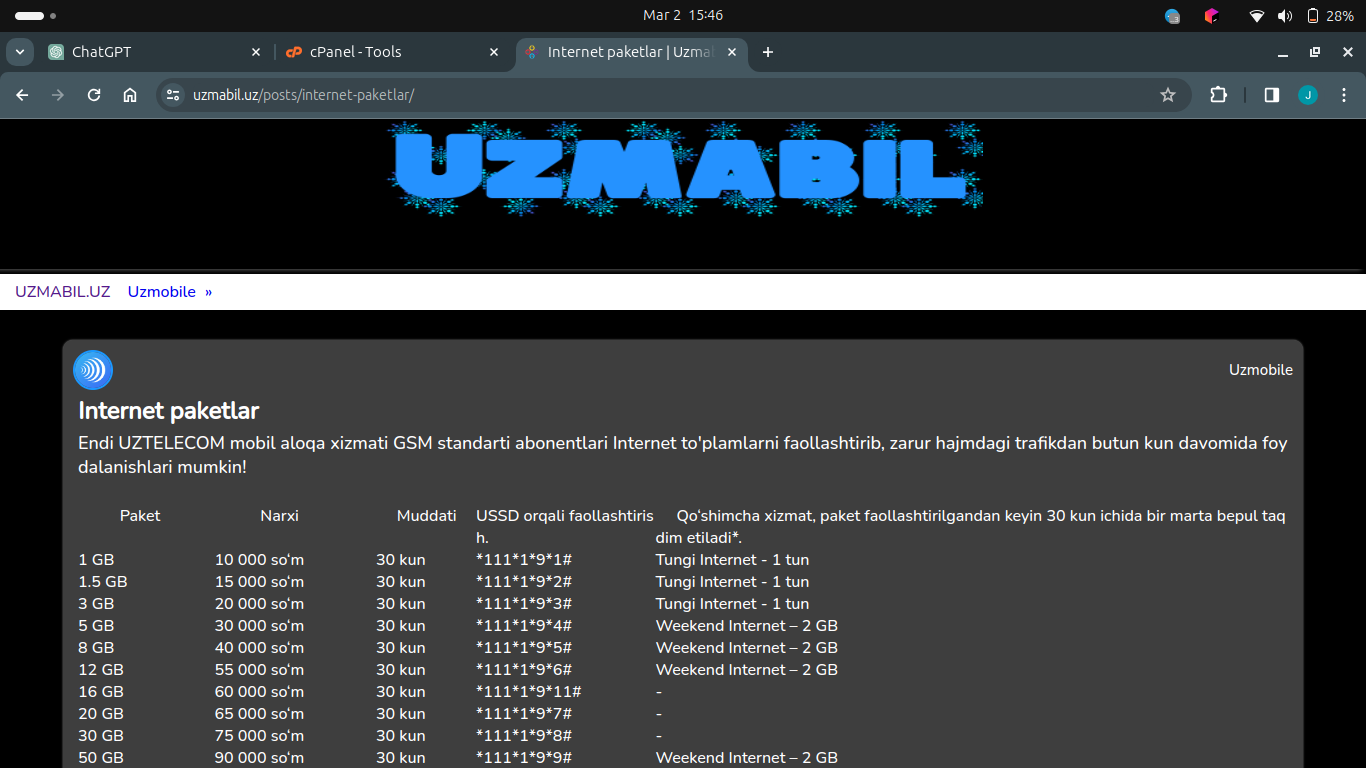 Mar 2 15:46
28%
ChatGPT
cPanel - Tools
Internet paketlar | Uzmab
uzmabil.uz/posts/internet-paketlar/
J
UZMABIL
UZMABIL.UZ Uzmobile »
Uzmobile
Internet paketlar
Endi UZTELECOM mobil aloqa xizmati GSM standarti abonentlari Internet to'plamlarni faollashtirib, zarur hajmdagi trafikdan butun kun davomida foy
dalanishlari mumkin!
Paket Narxi Muddati USSD orqali faollashtiris Qo‘shimcha xizmat, paket faollashtirilgandan keyin 30 kun ichida bir marta bepul taq
h. dim etiladi*.
1 GB 10 000 so‘m 30 kun *111*1*9*1# Tungi Internet - 1 tun
1.5 GB 15 000 so‘m 30 kun *111*1*9*2# Tungi Internet - 1 tun
3 GB 20 000 so‘m 30 kun *111*1*9*3# Tungi Internet - 1 tun
5 GB 30 000 so‘m 30 kun *111*1*9*4# Weekend Internet – 2 GB
8 GB 40 000 so‘m 30 kun *111*1*9*5# Weekend Internet – 2 GB
12 GB 55 000 so‘m 30 kun *111*1*9*6# Weekend Internet – 2 GB
16 GB 60 000 so‘m 30 kun *111*1*9*11# -
20 GB 65 000 so‘m 30 kun *111*1*9*7# -
30 GB 75 000 so‘m 30 kun *111*1*9*8# -
50 GB 90 000 so‘m 30 kun *111*1*9*9# Weekend Internet – 2 GB